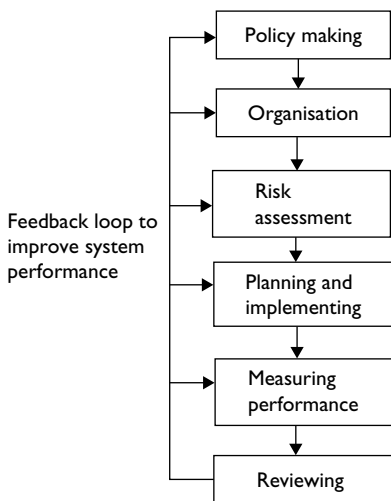 Policy making
Organisation
Risk
assessment
Feedback loop to
improve system
performance
Planning and
implementing
Measuring
performance
Reviewing